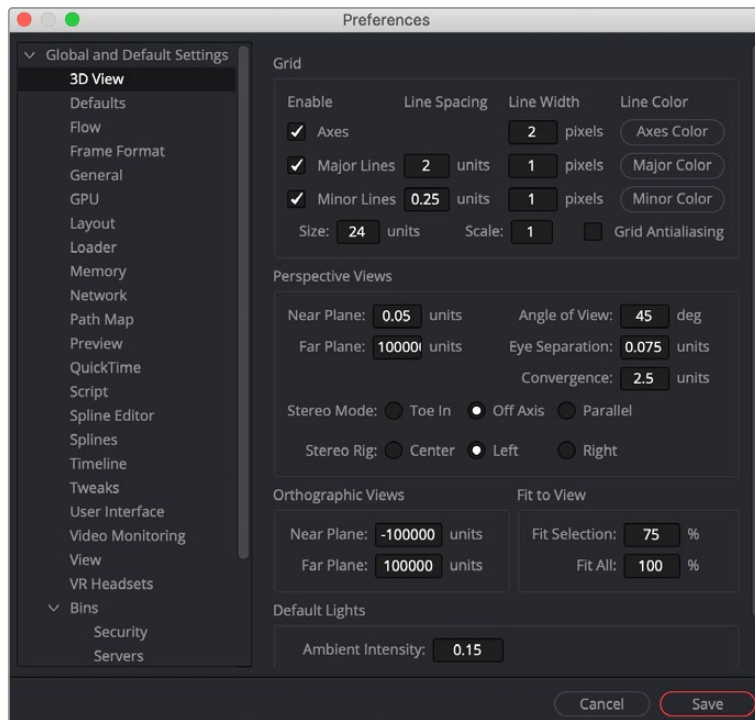 Preferences
Global and Default Settings
3D View
Defaults
Flow
Frame Format
General
GPU
Layout
Loader
Memory
Network
Path Map
Preview
QuickTime
Script
Spline Editor
Splines
Timeline
Tweaks
User Interface
Video Monitoring
View
VR Headsets
Bins
Security
Servers
Grid
Enable Line Spacing Line Width Line Color
Axes 2 pixels Axes Color
Major Lines 2 units 1 pixels Major Color
Minor Lines 0.25 units 1 pixels Minor Color
Size: 24 units Scale: 1 Grid Antialiasing
Perspective Views
Near Plane: 0.05 units Angle of View: 45 deg
Far Plane: 10000 units Eye Separation: 0.075 units
Convergence: 2.5 units
Stereo Mode: Toe In Off Axis Parallel
Stereo Rig: Center Left Right
Orthographic Views Fit to View
Near Plane: -100000 units Fit Selection: 75 %
Far Plane: 100000 units Fit All: 100 %
Default Lights
Ambient Intensity: 0.15
Cancel Save